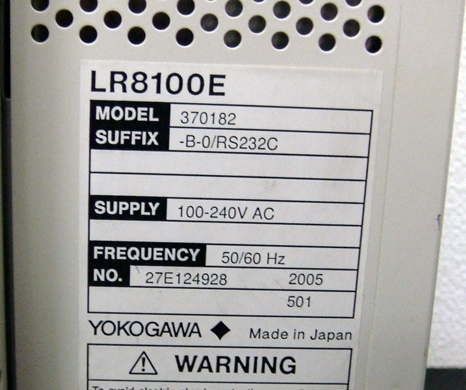 LR8100E
MODEL 370182
SUFFIX -B-0/RS232C
SUPPLY 100-240V AC
FREQUENCY 50/60 Hz
NO. 27E124928 2005
501
YOKOGAWA ◆ Made in Japan
⚠ WARNING